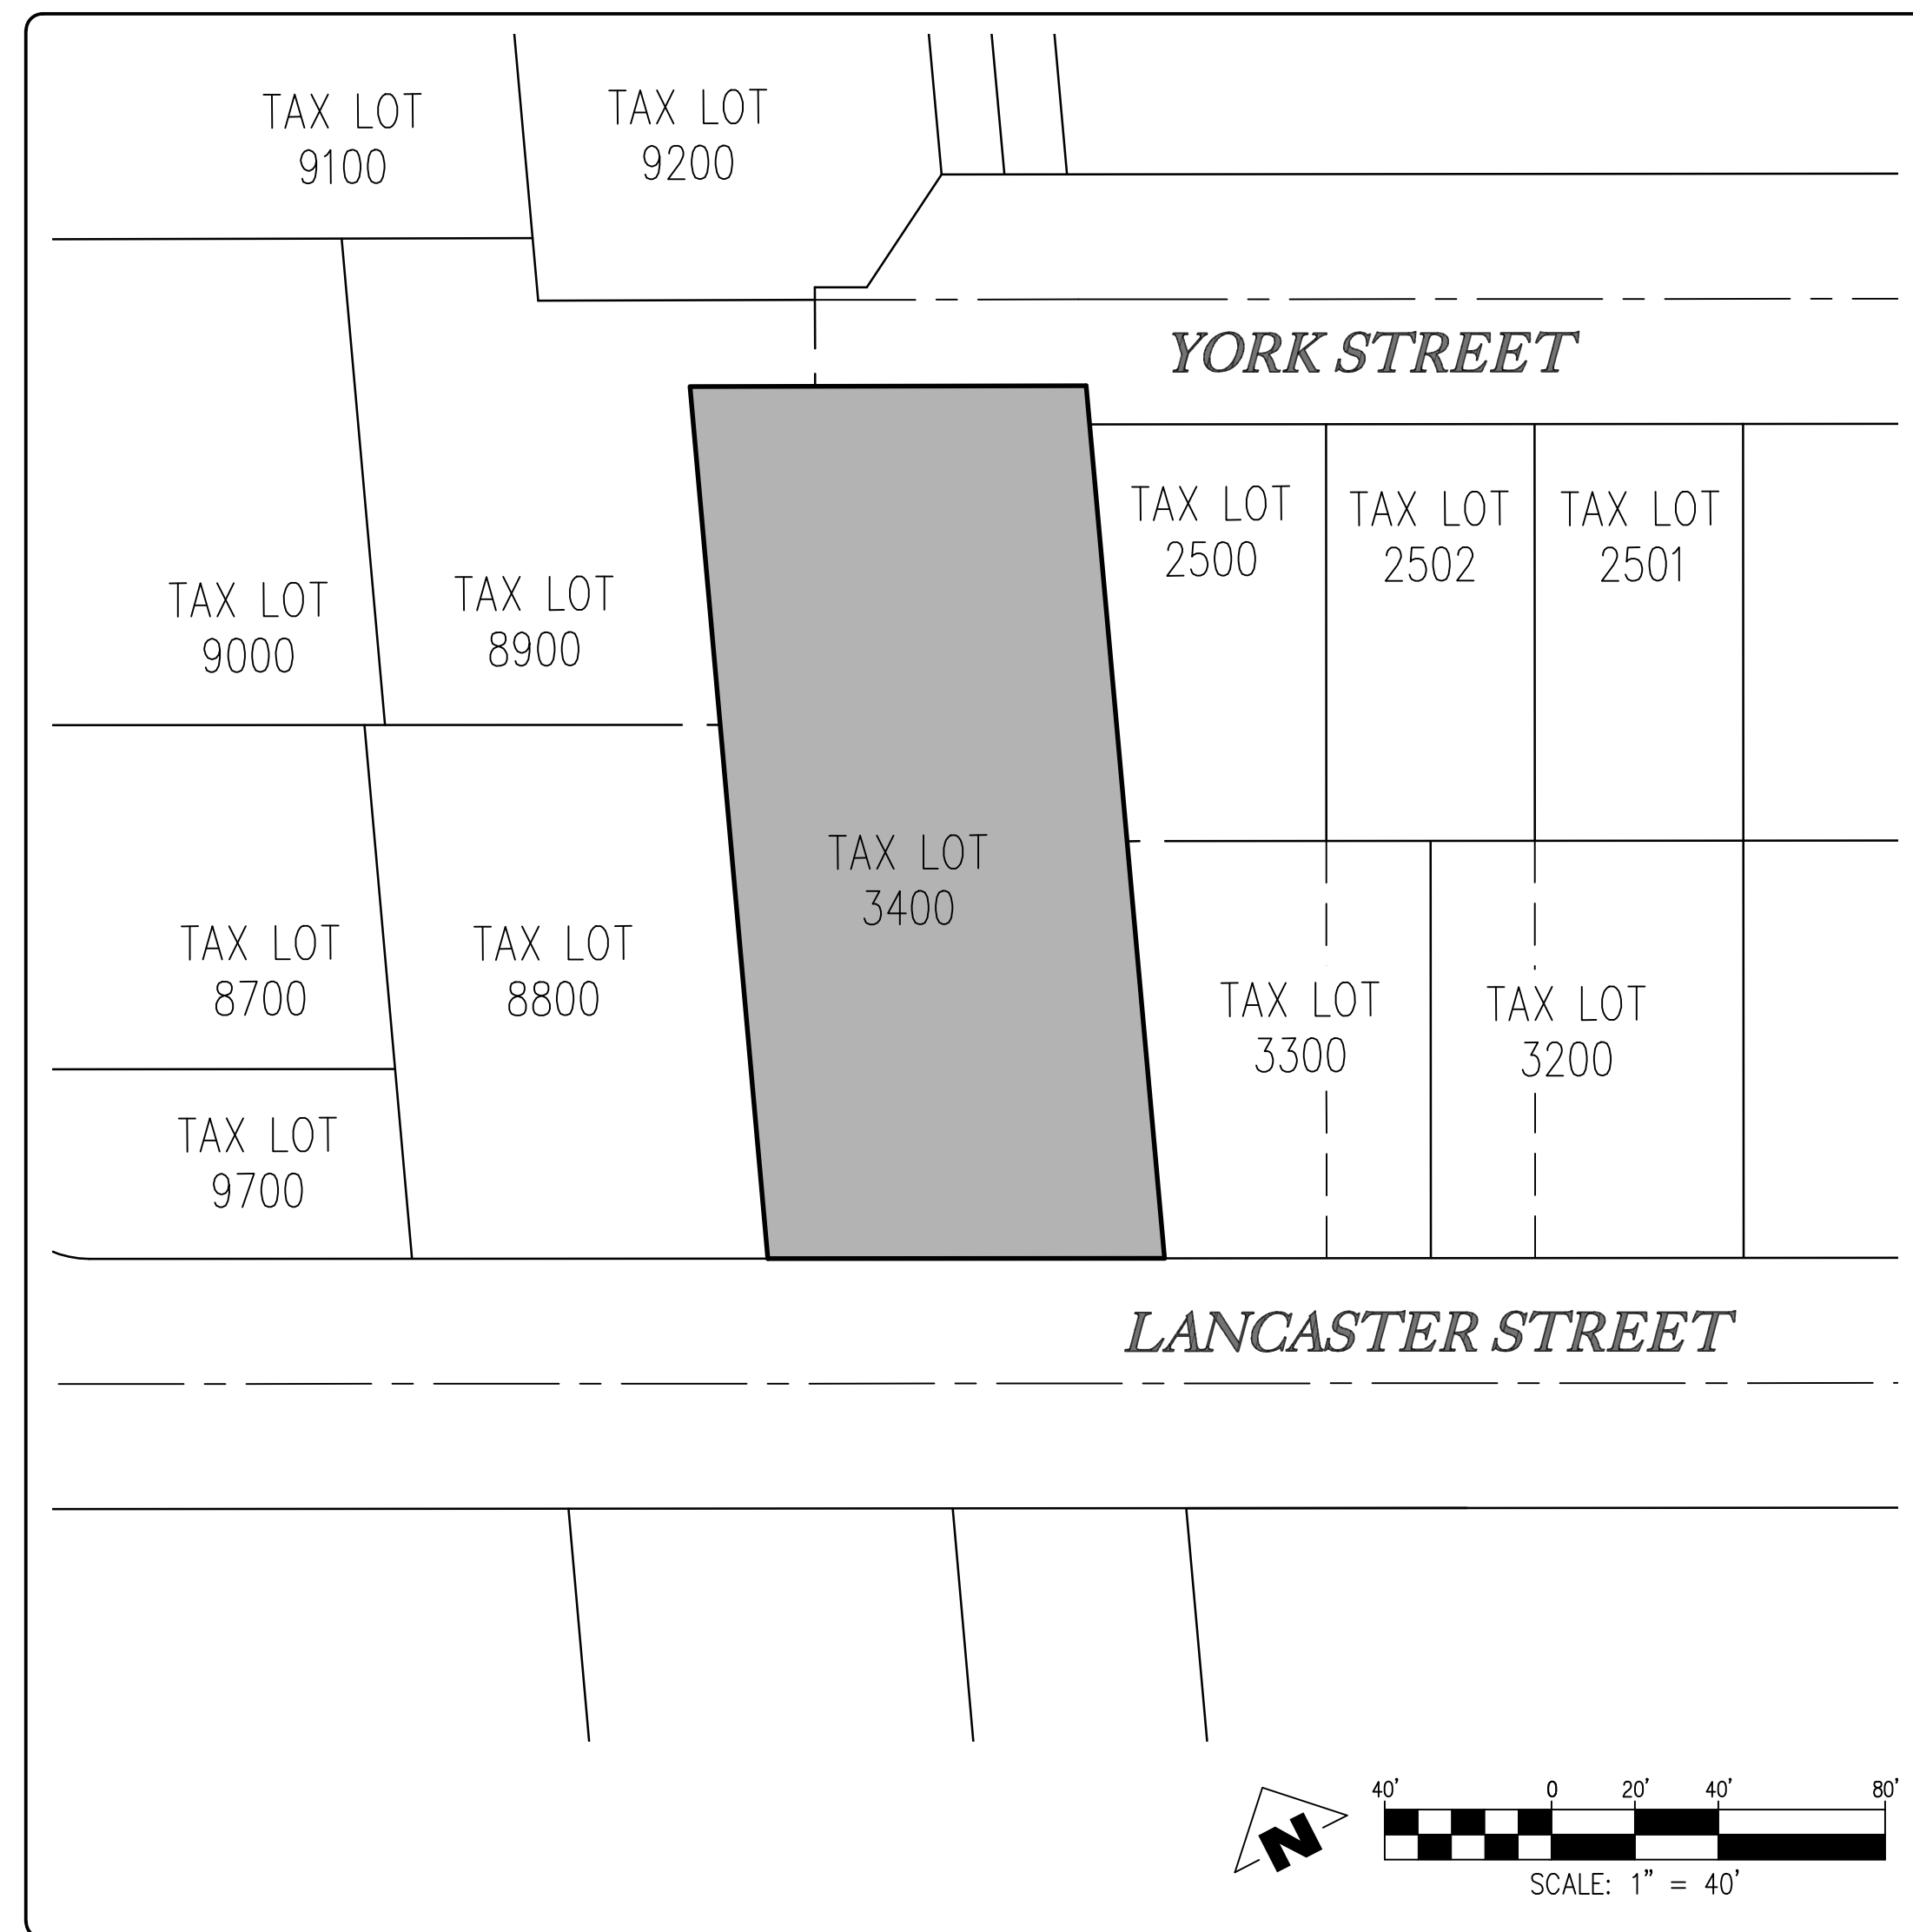 TAX LOT
9100
TAX LOT
9200
YORK STREET
TAX LOT
2500
TAX LOT
2502
TAX LOT
2501
TAX LOT
9000
TAX LOT
8900
TAX LOT
3400
TAX LOT
8700
TAX LOT
8800
TAX LOT
3300
TAX LOT
3200
TAX LOT
9700
LANCASTER STREET
N
40' 0 20' 40' 80'
SCALE: 1" = 40'